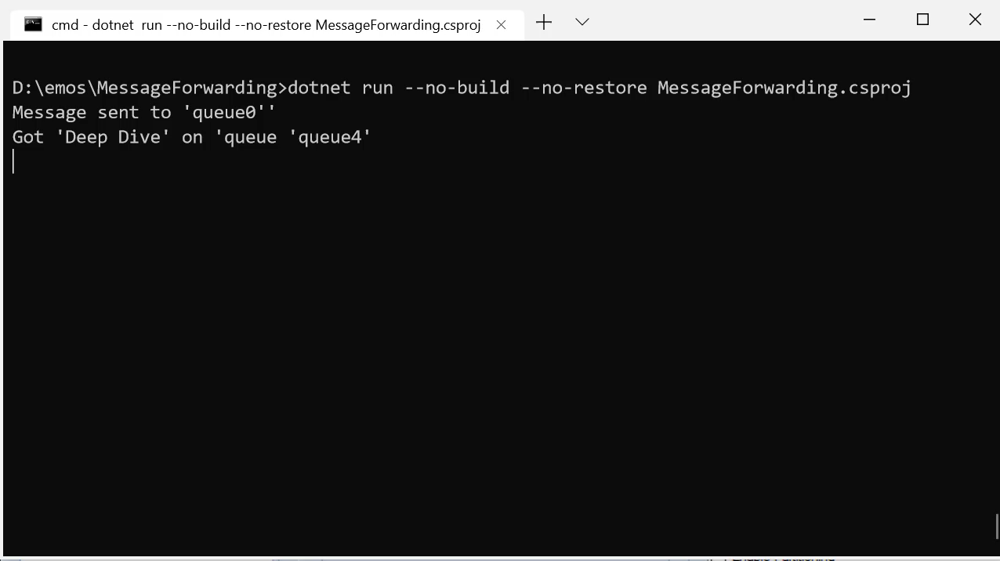 cmd - dotnet  run --no-build --no-restore MessageForwarding.csproj
D:\emos\MessageForwarding>dotnet run --no-build --no-restore MessageForwarding.csproj
Message sent to 'queue0''
Got 'Deep Dive' on 'queue 'queue4'